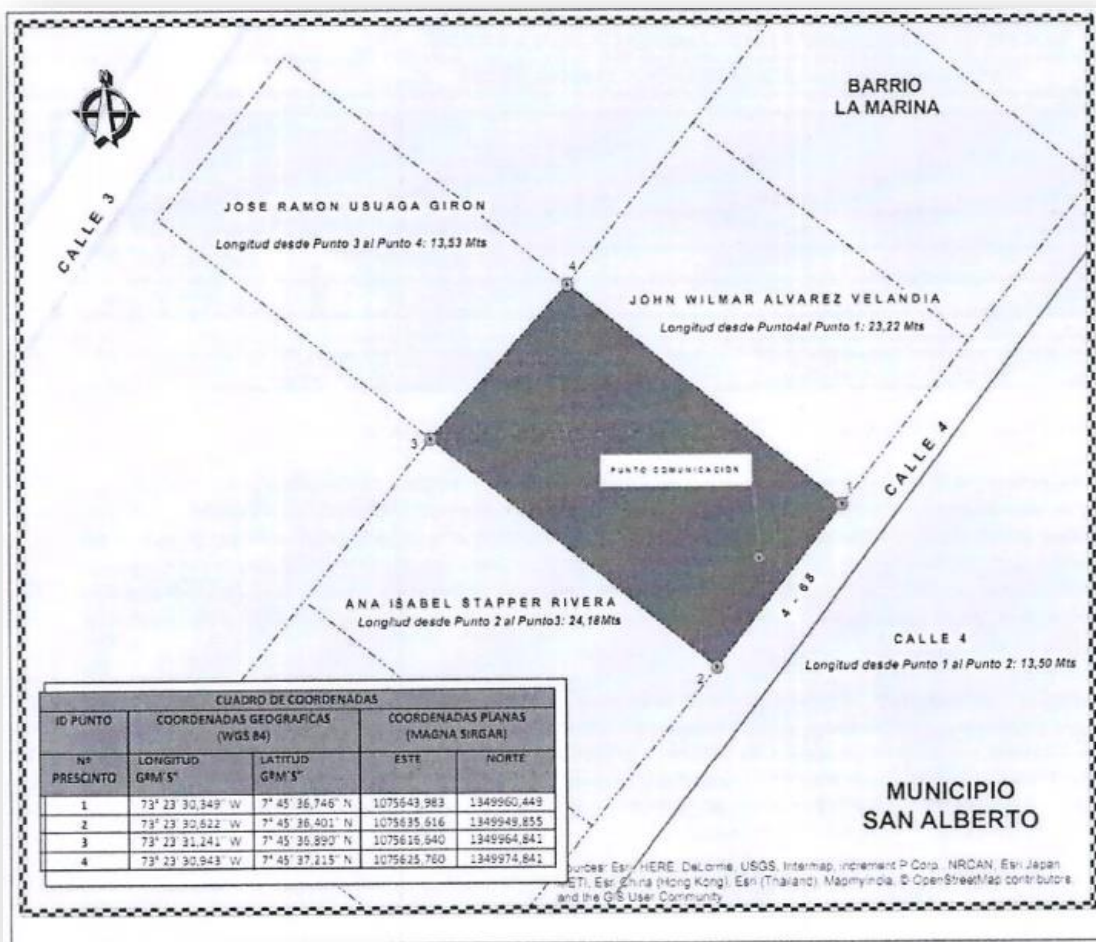 BARRIO
LA MARINA
CALLE 3
JOSE RAMON USUAGA GIRON
Longitud desde Punto 3 al Punto 4: 13,53 Mts
4
JOHN WILMAR ALVAREZ VELANDIA
Longitud desde Punto4al Punto 1: 23,22 Mts
3
PUNTO COMUNICACIÓN
1
CALLE 4
4 - 68
ANA ISABEL STAPPER RIVERA
Longitud desde Punto 2 al Punto3: 24,18Mts
2
CALLE 4
Longitud desde Punto 1 al Punto 2: 13,50 Mts
CUADRO DE COORDENADAS
ID PUNTO COORDENADAS GEOGRAFICAS COORDENADAS PLANAS
(WGS 84) (MAGNA SIRGAR)
Nº LONGITUD LATITUD ESTE NORTE
PRESCINTO GºM'S" GºM'S"
1 73° 23' 30,349" W 7° 45' 36,746" N 1075643,983 1349960,449
2 73° 23' 30,622" W 7° 45' 36,401" N 1075635,616 1349949,855
3 73° 23' 31,241" W 7° 45' 36,890" N 1075616,640 1349964,841
4 73° 23' 30,943" W 7° 45' 37,215" N 1075625,760 1349974,841
MUNICIPIO
SAN ALBERTO
Esri, HERE, DeLorme, USGS, Intermap, increment P Corp., NRCAN, Esri Japan,
METI, Esri China (Hong Kong), Esri (Thailand), MapmyIndia, © OpenStreetMap contributors,
and the GIS User Community